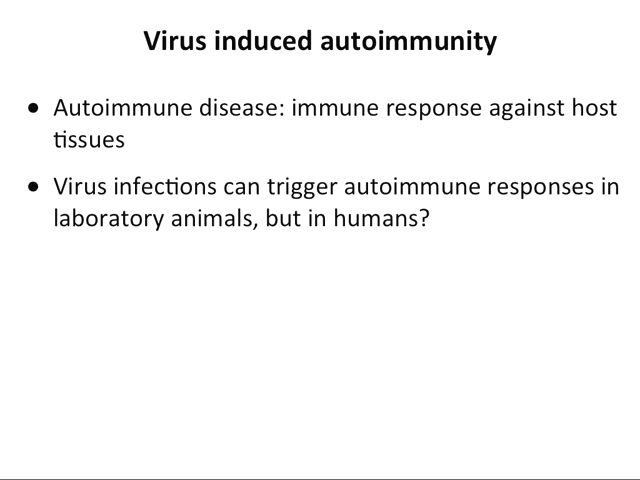 Virus induced autoimmunity
● Autoimmune disease: immune response against host
tissues
● Virus infections can trigger autoimmune responses in
laboratory animals, but in humans?